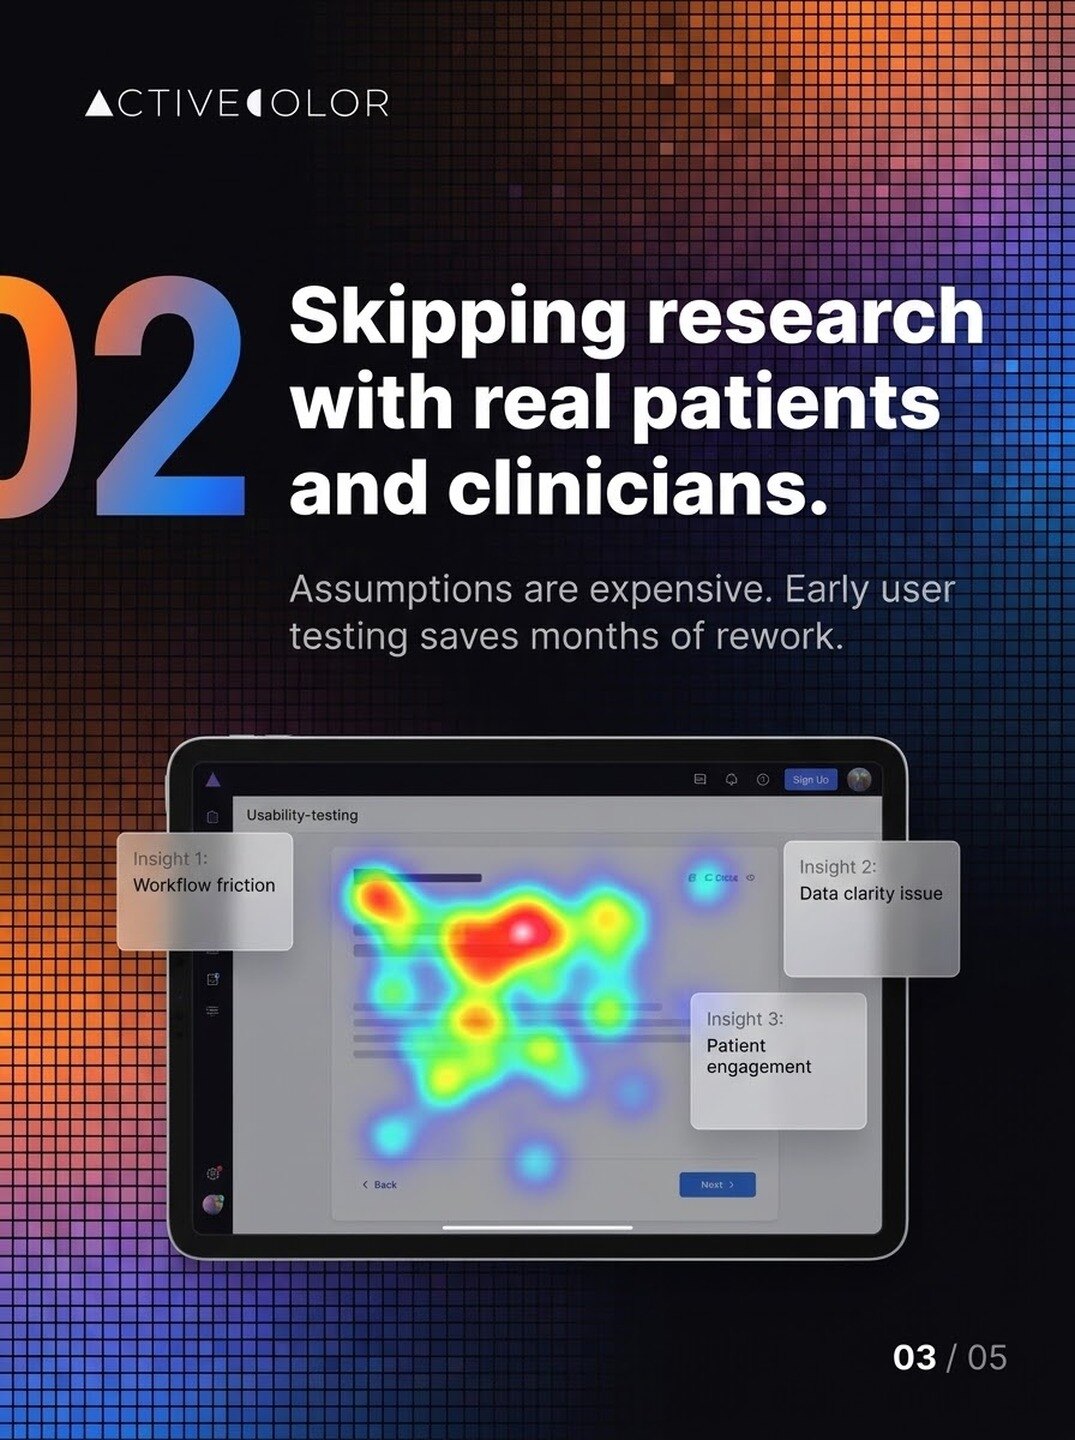 ACTIVECOLOR
02
Skipping research
with real patients
and clinicians.
Assumptions are expensive. Early user
testing saves months of rework.
Sign Uo
Usability-testing
Insight 1:
Workflow friction
Insight 2:
Data clarity issue
Insight 3:
Patient
engagement
Back
Next
03 / 05